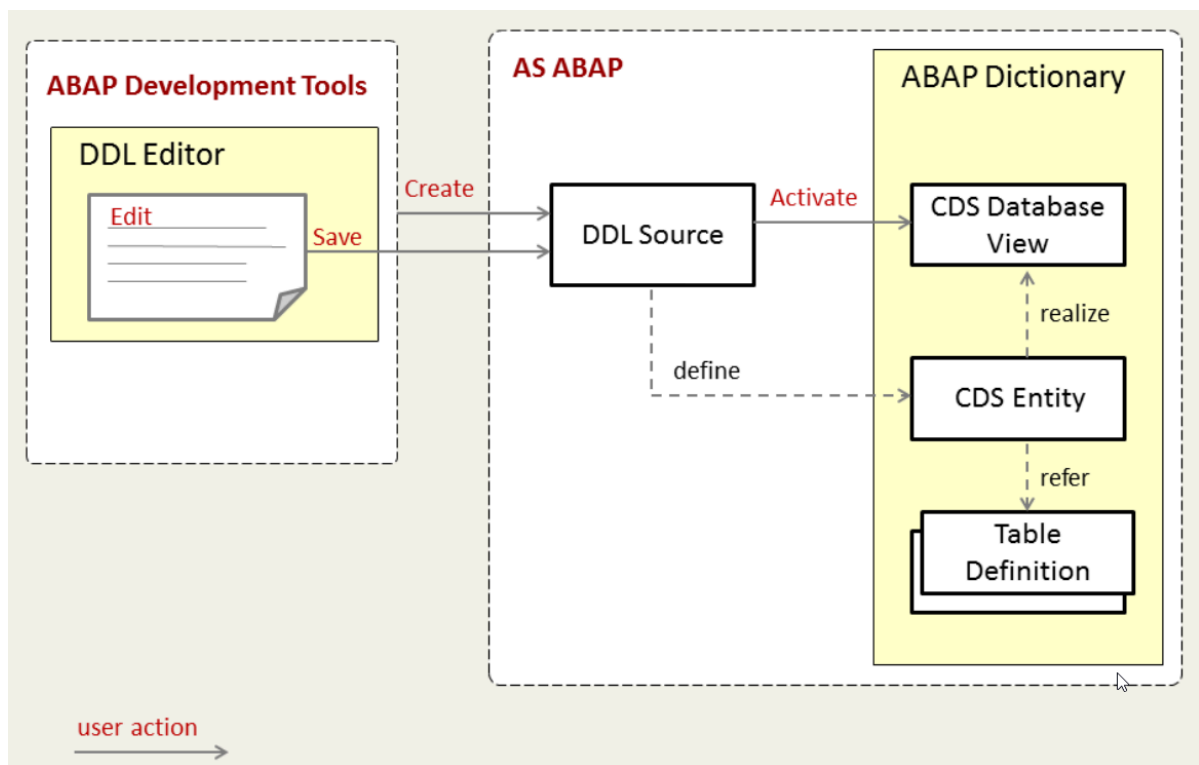 ABAP Development Tools
DDL Editor
Edit
Save
Create
AS ABAP
DDL Source
Activate
define
ABAP Dictionary
CDS Database
View
realize
CDS Entity
refer
Table
Definition
user action